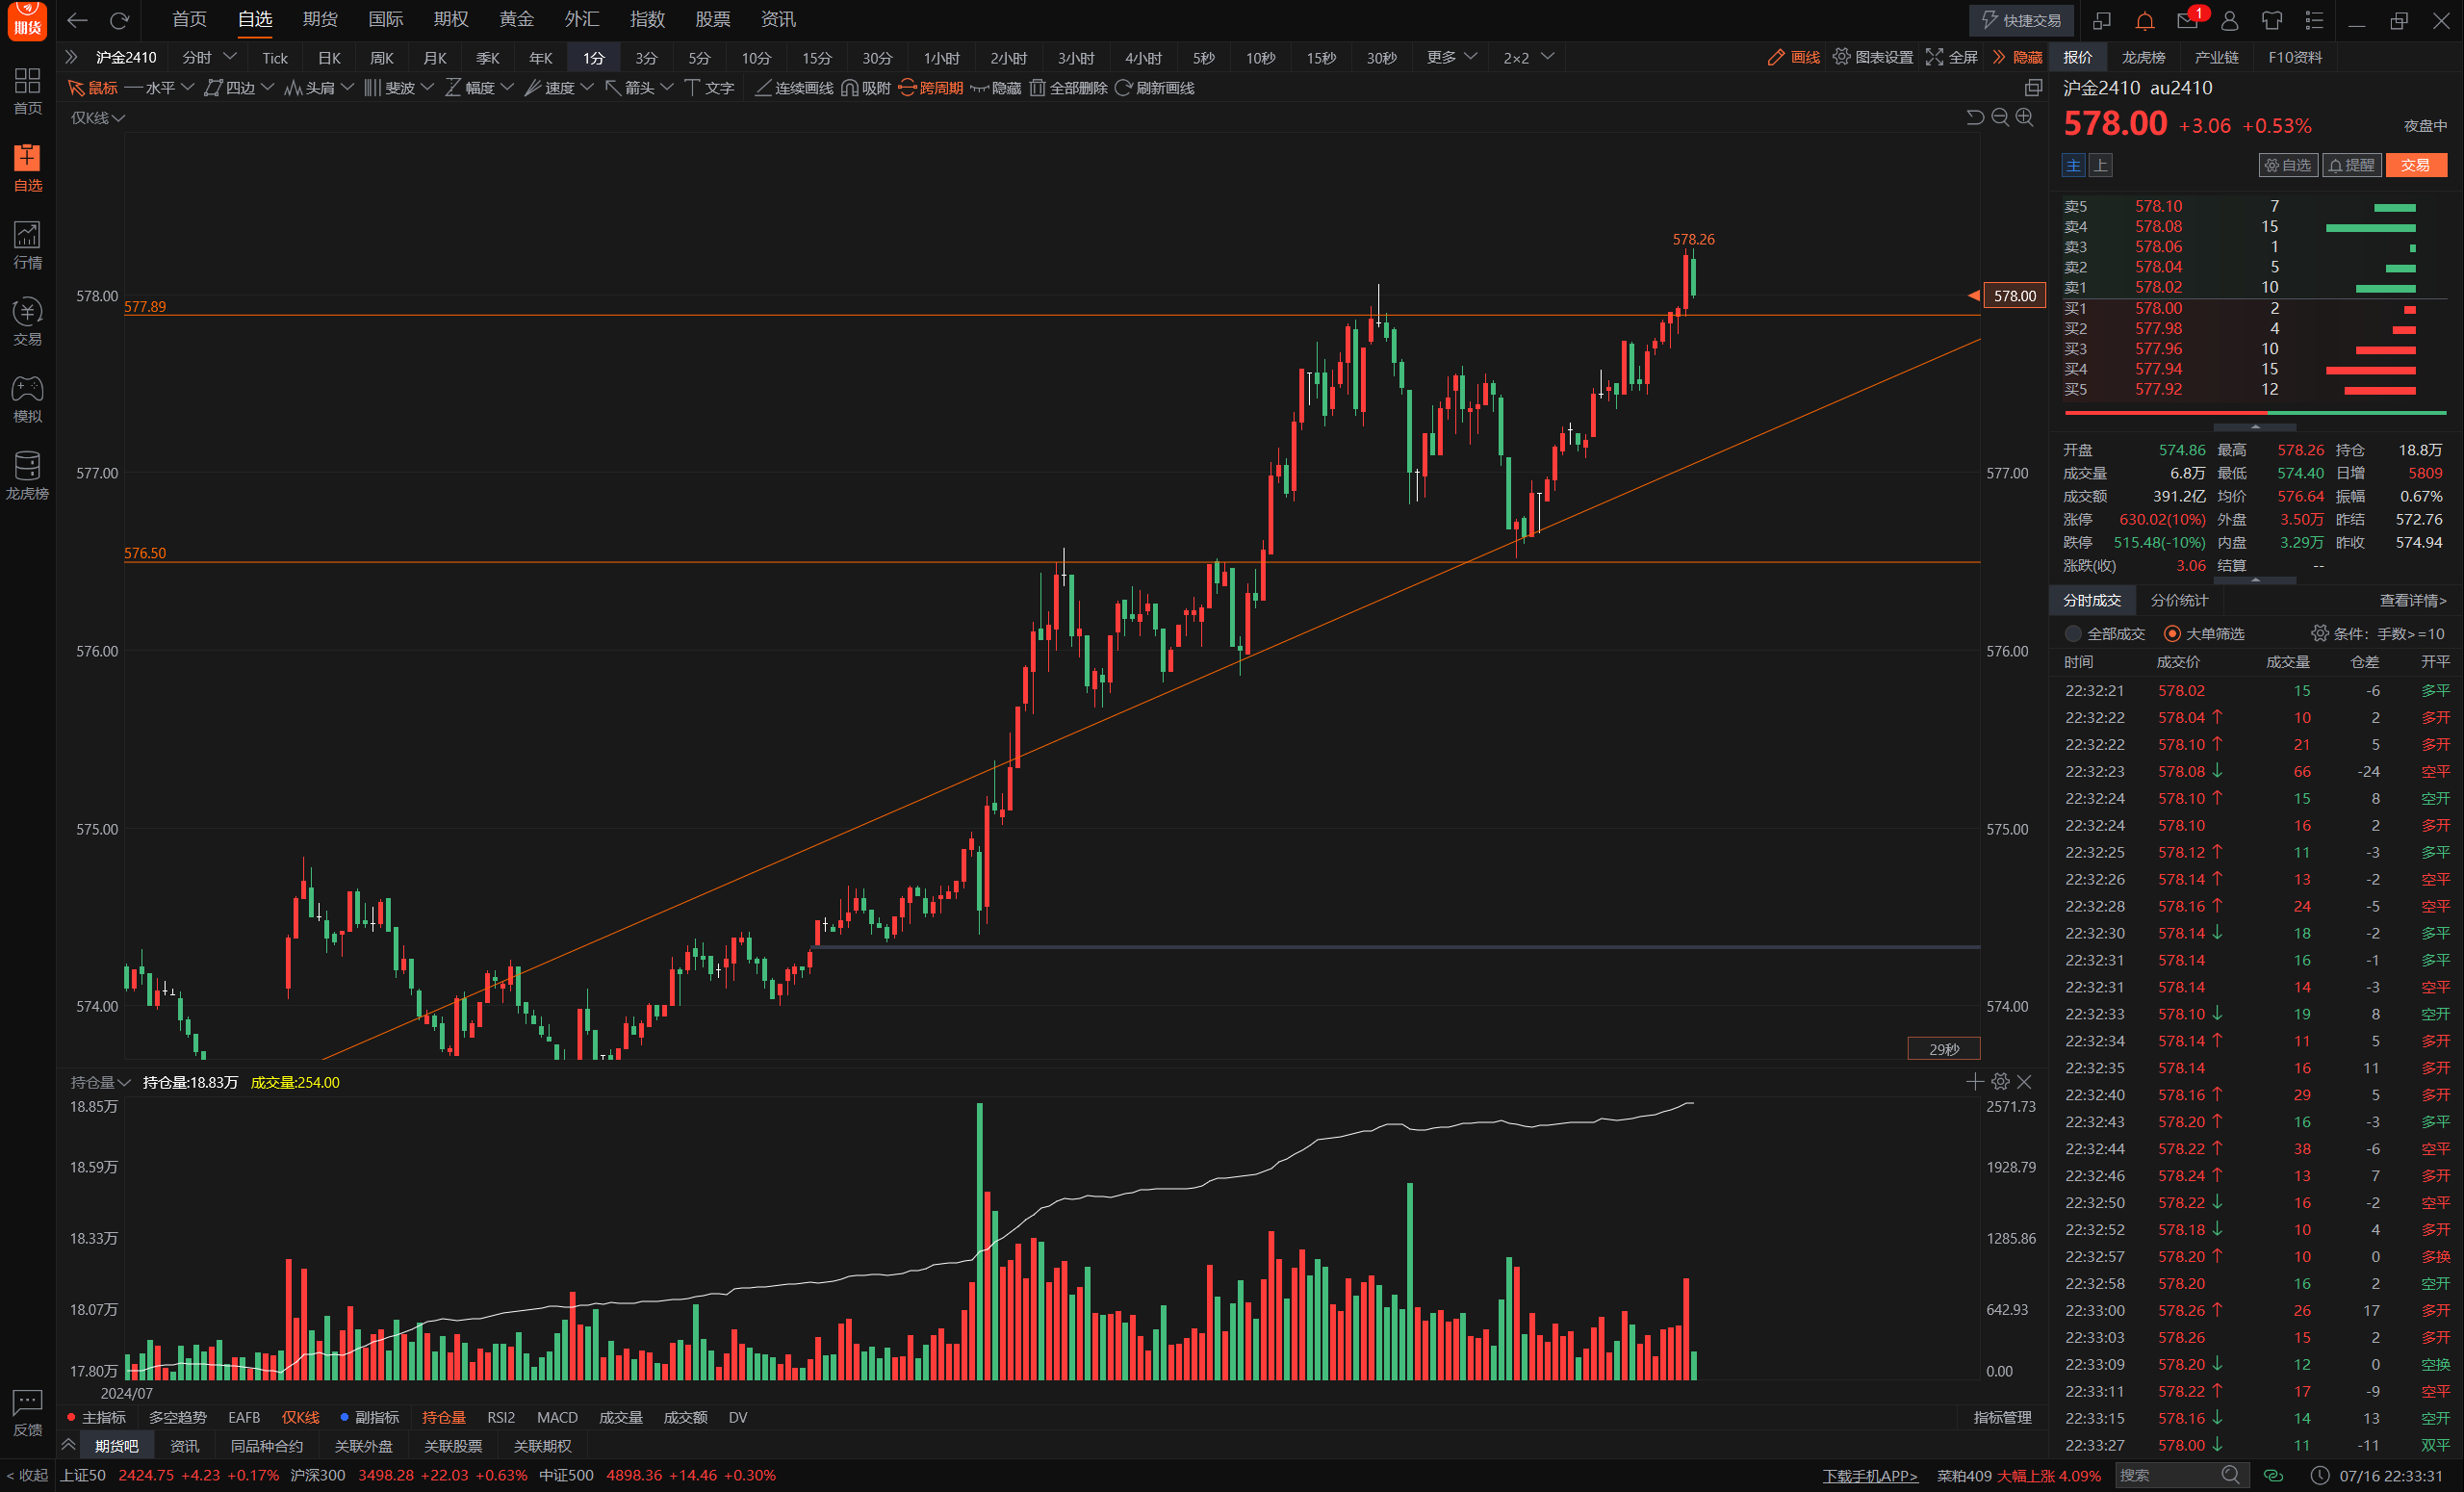 期货 首页 自选 期货 国际 期权 黄金 外汇 指数 股票 资讯 快捷交易 1
沪金2410 分时 Tick 日K 周K 月K 季K 年K 1分 3分 5分 10分 15分 30分 1小时 2小时 3小时 4小时 5秒 10秒 15秒 30秒 更多 2×2 画线 图表设置 全屏 隐藏
鼠标 水平 四边 头肩 斐波 幅度 速度 箭头 文字 连续画线 吸附 跨周期 隐藏 全部删除 刷新画线
首页
自选
行情
交易
模拟
龙虎榜
反馈
< 收起
仅K线
578.26
578.00 577.89 578.00
577.00 577.00
576.50
576.00 576.00
575.00 575.00
574.00 574.00
29秒
持仓量 持仓量:18.83万 成交量:254.00
18.85万 2571.73
18.59万 1928.79
18.33万 1285.86
18.07万 642.93
17.80万 0.00
2024/07
主指标 多空趋势 EAFB 仅K线 副指标 持仓量 RSI2 MACD 成交量 成交额 DV 指标管理
期货吧 资讯 同品种合约 关联外盘 关联股票 关联期权
报价 龙虎榜 产业链 F10资料
沪金2410 au2410
578.00 +3.06 +0.53% 夜盘中
主 上 自选 提醒 交易
卖5 578.10 7
卖4 578.08 15
卖3 578.06 1
卖2 578.04 5
卖1 578.02 10
买1 578.00 2
买2 577.98 4
买3 577.96 10
买4 577.94 15
买5 577.92 12
开盘 574.86 最高 578.26 持仓 18.8万
成交量 6.8万 最低 574.40 日增 5809
成交额 391.2亿 均价 576.64 振幅 0.67%
涨停 630.02(10%) 外盘 3.50万 昨结 572.76
跌停 515.48(-10%) 内盘 3.29万 昨收 574.94
涨跌(收) 3.06 结算 --
分时成交 分价统计 查看详情>
全部成交 大单筛选 条件：手数>=10
时间 成交价 成交量 仓差 开平
22:32:21 578.02 15 -6 多平
22:32:22 578.04 ↑ 10 2 多开
22:32:22 578.10 ↑ 21 5 多开
22:32:23 578.08 ↓ 66 -24 空平
22:32:24 578.10 ↑ 15 8 空开
22:32:24 578.10 16 2 多开
22:32:25 578.12 ↑ 11 -3 多平
22:32:26 578.14 ↑ 13 -2 空平
22:32:28 578.16 ↑ 24 -5 空平
22:32:30 578.14 ↓ 18 -2 多平
22:32:31 578.14 16 -1 多平
22:32:31 578.14 14 -3 空平
22:32:33 578.10 ↓ 19 8 空开
22:32:34 578.14 ↑ 11 5 多开
22:32:35 578.14 16 11 多开
22:32:40 578.16 ↑ 29 5 多开
22:32:43 578.20 ↑ 16 -3 多平
22:32:44 578.22 ↑ 38 -6 空平
22:32:46 578.24 ↑ 13 7 多开
22:32:50 578.22 ↓ 16 -2 空平
22:32:52 578.18 ↓ 10 4 多开
22:32:57 578.20 ↑ 10 0 多换
22:32:58 578.20 16 2 空开
22:33:00 578.26 ↑ 26 17 多开
22:33:03 578.26 15 2 多开
22:33:09 578.20 ↓ 12 0 空换
22:33:11 578.22 ↑ 17 -9 空平
22:33:15 578.16 ↓ 14 13 空开
22:33:27 578.00 ↓ 11 -11 双平
上证50 2424.75 +4.23 +0.17% 沪深300 3498.28 +22.03 +0.63% 中证500 4898.36 +14.46 +0.30% 下载手机APP> 菜粕409 大幅上涨 4.09% 搜索 07/16 22:33:31